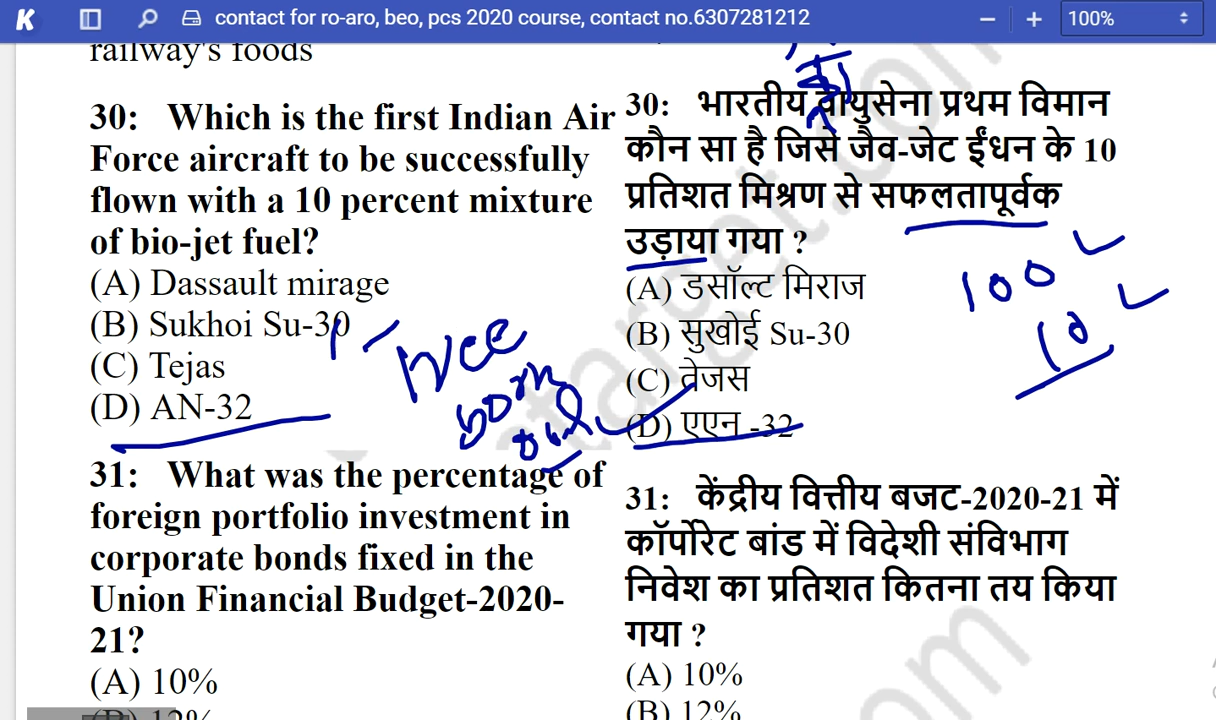 K contact for ro-aro, beo, pcs 2020 course, contact no.6307281212 100%
railway's foods
30: Which is the first Indian Air
Force aircraft to be successfully
flown with a 10 percent mixture
of bio-jet fuel?
(A) Dassault mirage
(B) Sukhoi Su-30
(C) Tejas
(D) AN-32
31: What was the percentage of
foreign portfolio investment in
corporate bonds fixed in the
Union Financial Budget-2020-
21?
(A) 10%
(B) 12%
30: भारतीय वायुसेना प्रथम विमान
कौन सा है जिसे जैव-जेट ईंधन के 10
प्रतिशत मिश्रण से सफलतापूर्वक
उड़ाया गया ?
(A) डसॉल्ट मिराज
(B) सुखोई Su-30
(C) तेजस
(D) एएन -32
31: केंद्रीय वित्तीय बजट-2020-21 में
कॉर्पोरेट बांड में विदेशी संविभाग
निवेश का प्रतिशत कितना तय किया
गया ?
(A) 10%
(B) 12%
Tree
born
100
10